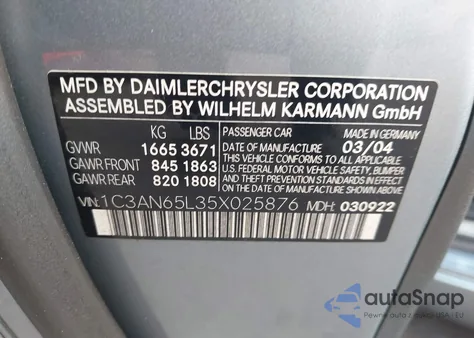 MFD BY DAIMLERCHRYSLER CORPORATION
ASSEMBLED BY WILHELM KARMANN GmbH
KG LBS PASSENGER CAR MADE IN GERMANY
GVWR 1665 3671 DATE OF MANUFACTURE 03/04
GAWR FRONT 845 1863 THIS CONFORMS TO ALL APPLICABLE
GAWR REAR 820 1808 U.S.A. FEDERAL MOTOR
VEHICLE SAFETY, BUMPER, AND
THEFT PREVENTION STANDARDS IN EFFECT
ON THE DATE OF MANUFACTURE
VIN: 1C3AN65L35X025876 MDH: 030922
autoSnap